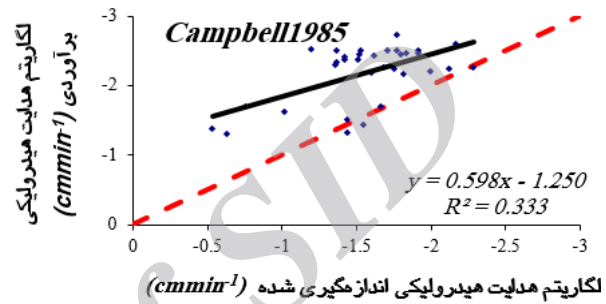 Campbell1985
لگاریتم هدایت هیدرولیکی
برآوردی (cmmin-1)
-3
-2
-1
0
y = 0.598x - 1.250
R² = 0.333
0 -0.5 -1 -1.5 -2 -2.5 -3
لگاریتم هدایت هیدرولیکی اندازه‌گیری شده (cmmin-1)
SID